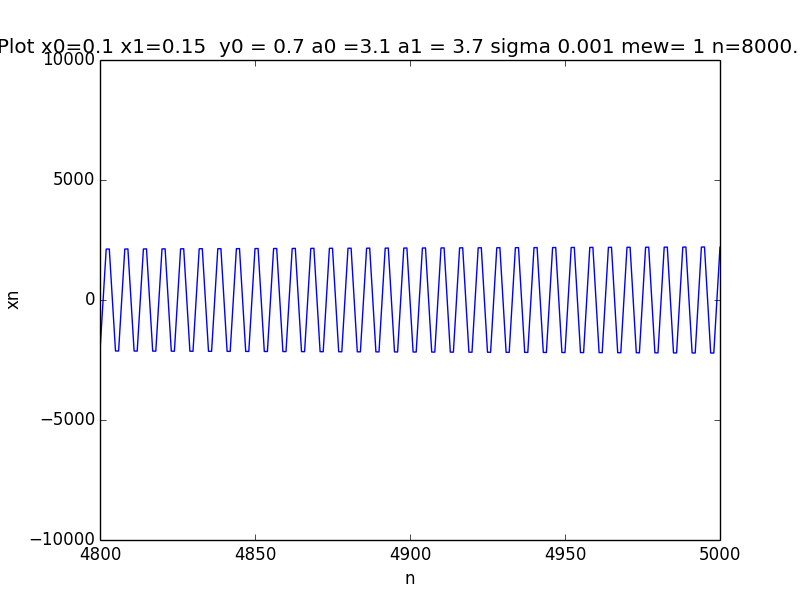 Plot x0=0.1 x1=0.15  y0 = 0.7 a0 =3.1 a1 = 3.7 sigma 0.001 mew= 1 n=8000.
10000
5000
0
−5000
−10000
xn
4800 4850 4900 4950 5000
n